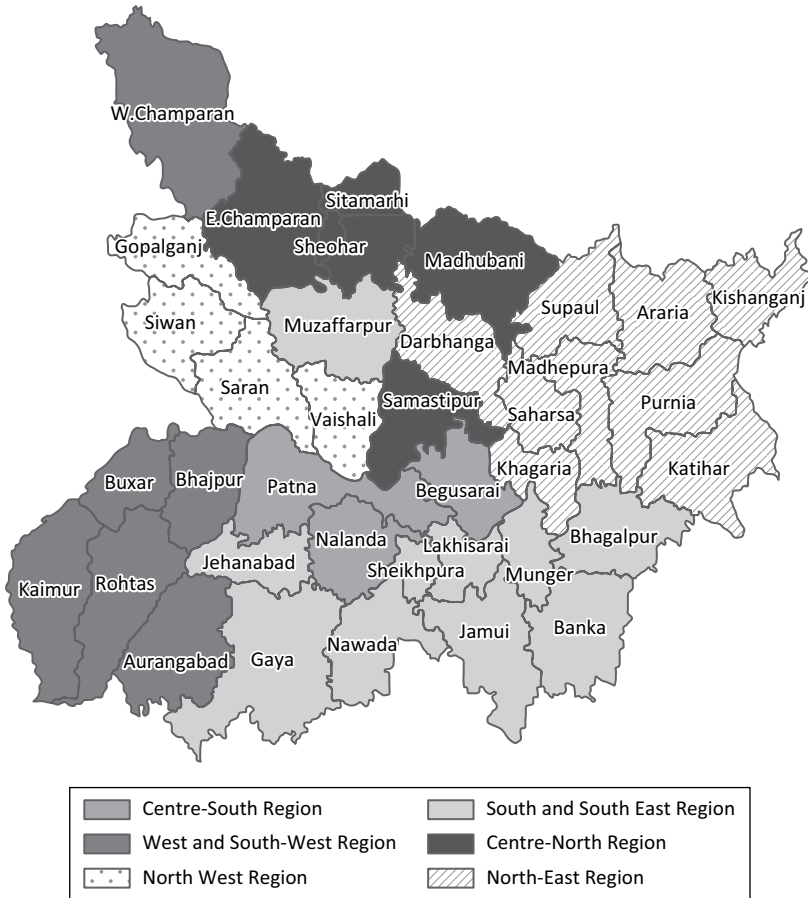 W.Champaran
Sitamarhi
E.Champaran
Gopalganj
Sheohar
Madhubani
Kishanganj
Supaul
Araria
Siwan
Muzaffarpur
Darbhanga
Madhepura
Saran
Samastipur
Purnia
Vaishali
Saharsa
Khagaria
Katihar
Buxar
Bhajpur
Patna
Begusarai
Bhagalpur
Nalanda
Lakhisarai
Jehanabad
Sheikhpura
Munger
Kaimur
Rohtas
Banka
Jamui
Nawada
Aurangabad
Gaya
Centre-South Region
South and South East Region
West and South-West Region
Centre-North Region
North West Region
North-East Region